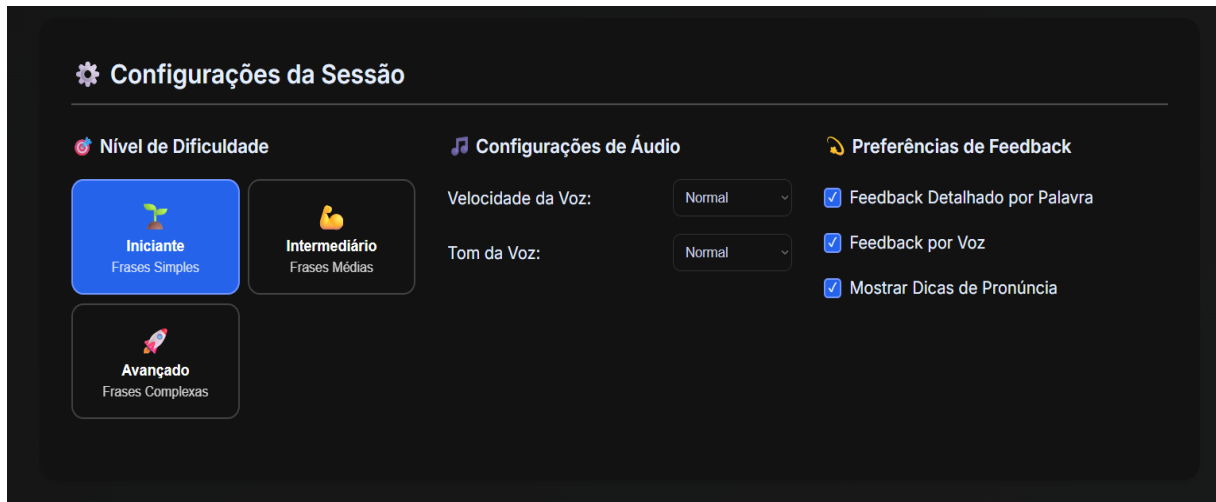 Configurações da Sessão
Nível de Dificuldade
Iniciante
Frases Simples
Intermediário
Frases Médias
Avançado
Frases Complexas
Configurações de Áudio
Velocidade da Voz: Normal
Tom da Voz: Normal
Preferências de Feedback
Feedback Detalhado por Palavra
Feedback por Voz
Mostrar Dicas de Pronúncia